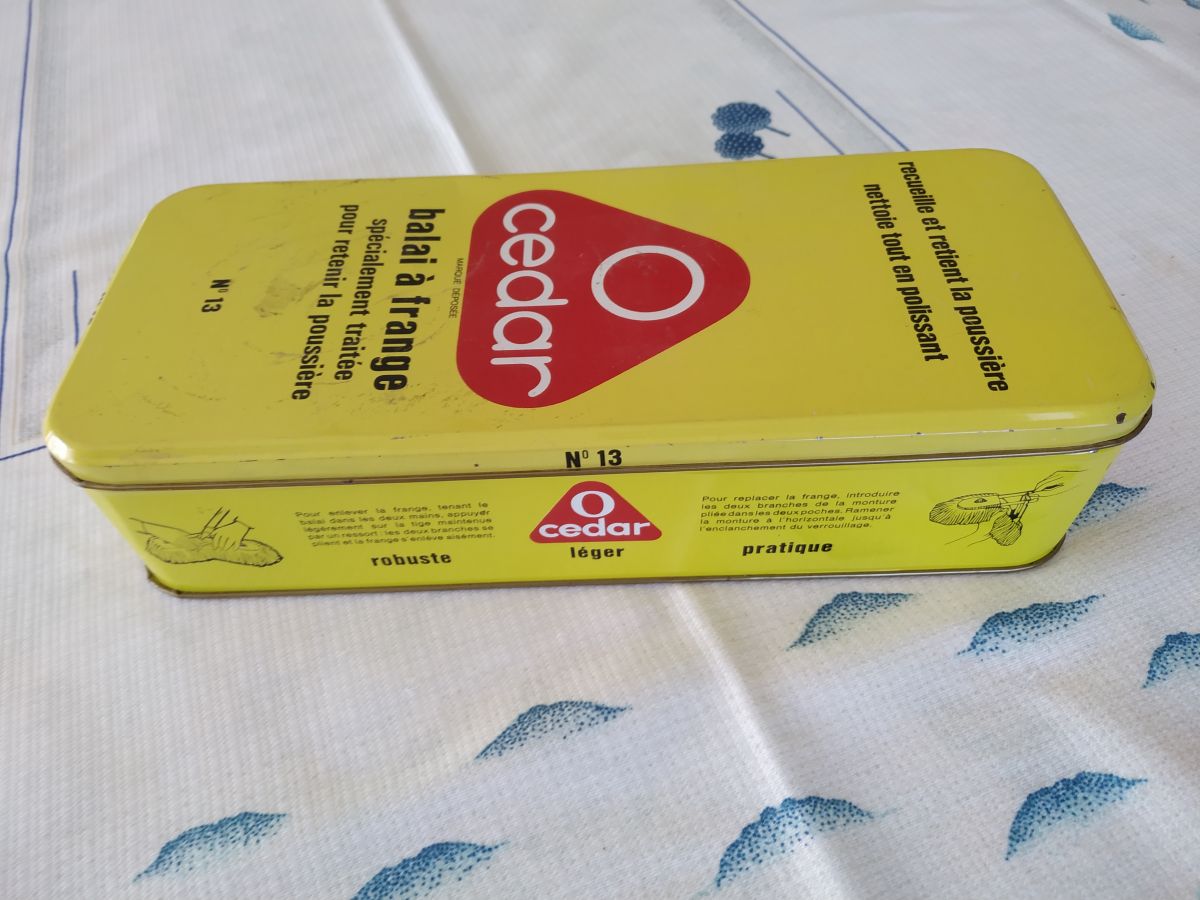 recueille et retient la poussière
nettoie tout en polissant
O
cedar
MARQUE DEPOSÉE
balai à frange
spécialement traitée
pour retenir la poussière
N° 13
N° 13
Pour enlever la frange, tenant le
balai dans les deux mains, appuyer
légèrement sur la tige maintenue
par un ressort : les deux branches se
plient et la frange s'enlève aisément.
robuste
O
cedar
léger
Pour replacer la frange, introduire
les deux branches de la monture
pliée dans les deux poches. Ramener
la monture à l'horizontale jusqu'à
l'enclanchement du verrouillage.
pratique